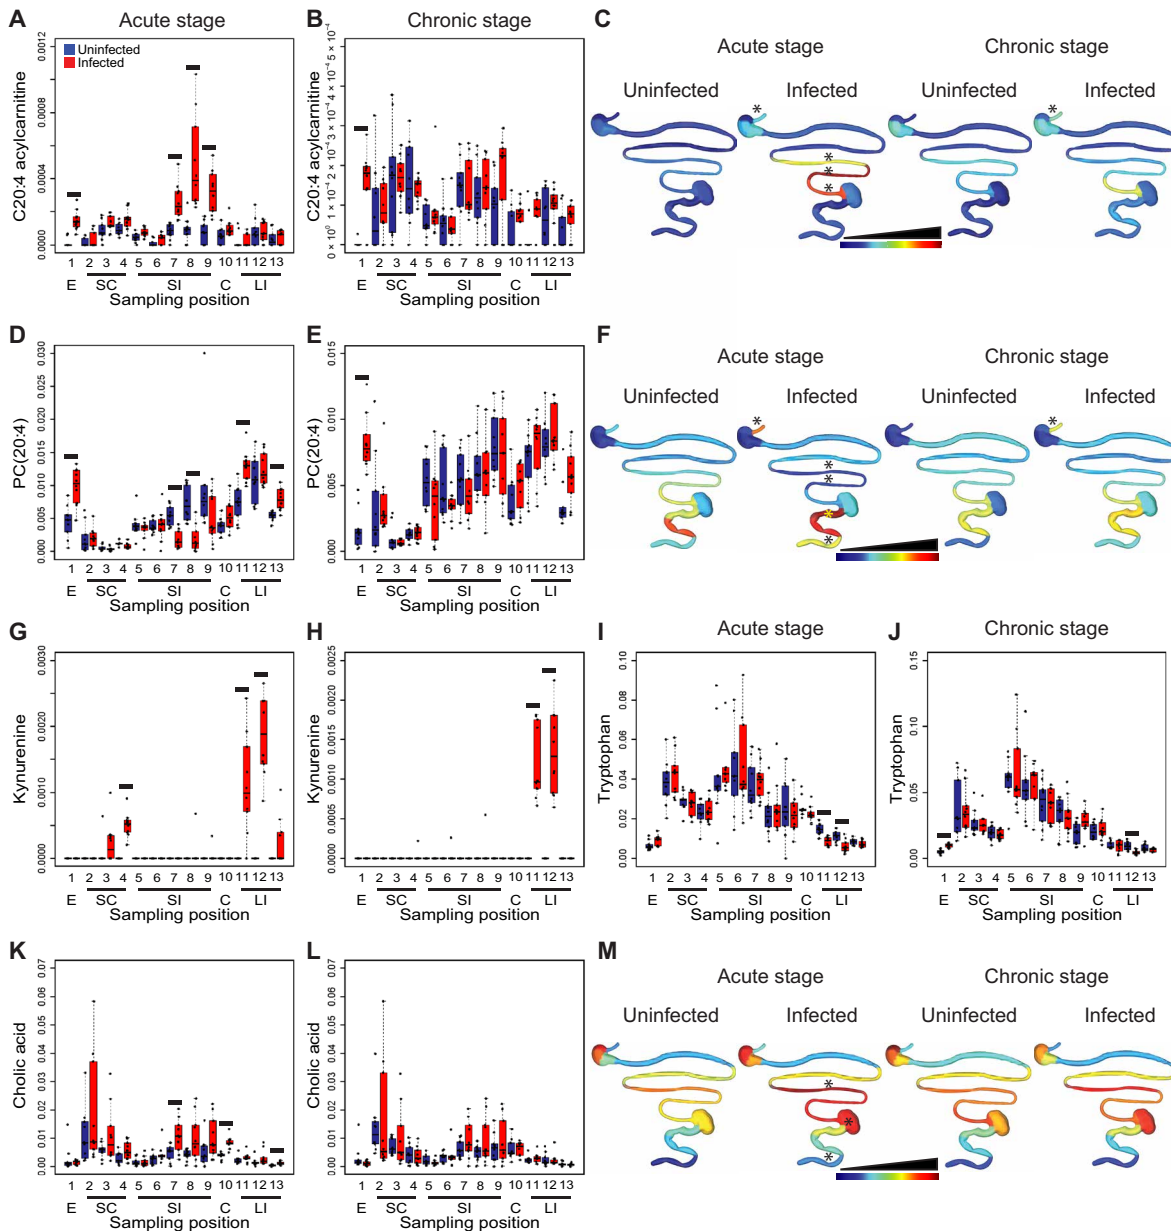 A Acute stage B Chronic stage C
Acute stage Chronic stage
Uninfected Infected Uninfected Infected
Uninfected
Infected
C20:4 acylcarnitine
0.0012
0.0008
0.0004
0.0000
1 2 3 4 5 6 7 8 9 10 11 12 13
E SC SI C LI
Sampling position
C20:4 acylcarnitine
0 × 10⁰
1 2 3 4 5 6 7 8 9 10 11 12 13
E SC SI C LI
Sampling position
*
*
*
*
*
D E F
PC(20:4)
0.030
0.025
0.020
0.015
0.010
0.005
0.000
1 2 3 4 5 6 7 8 9 10 11 12 13
E SC SI C LI
Sampling position
PC(20:4)
0.015
0.010
0.005
0.000
1 2 3 4 5 6 7 8 9 10 11 12 13
E SC SI C LI
Sampling position
Acute stage Chronic stage
Uninfected Infected Uninfected Infected
*
*
*
*
*
*
G H I Acute stage J Chronic stage
Kynurenine
0.0030
0.0020
0.0010
0.0000
1 2 3 4 5 6 7 8 9 10 11 12 13
E SC SI C LI
Sampling position
Kynurenine
0.0025
0.0020
0.0015
0.0010
0.0005
0.0000
1 2 3 4 5 6 7 8 9 10 11 12 13
E SC SI C LI
Sampling position
Tryptophan
0.10
0.08
0.06
0.04
0.02
0.00
1 2 3 4 5 6 7 8 9 10 11 12 13
E SC SI C LI
Sampling position
Tryptophan
0.15
0.10
0.05
0.00
1 2 3 4 5 6 7 8 9 10 11 12 13
E SC SI C LI
Sampling position
K L M
Cholic acid
0.07
0.06
0.05
0.04
0.03
0.02
0.01
0.00
1 2 3 4 5 6 7 8 9 10 11 12 13
E SC SI C LI
Sampling position
Cholic acid
0.07
0.06
0.05
0.04
0.03
0.02
0.01
0.00
1 2 3 4 5 6 7 8 9 10 11 12 13
E SC SI C LI
Sampling position
Acute stage Chronic stage
Uninfected Infected Uninfected Infected
*
*
*